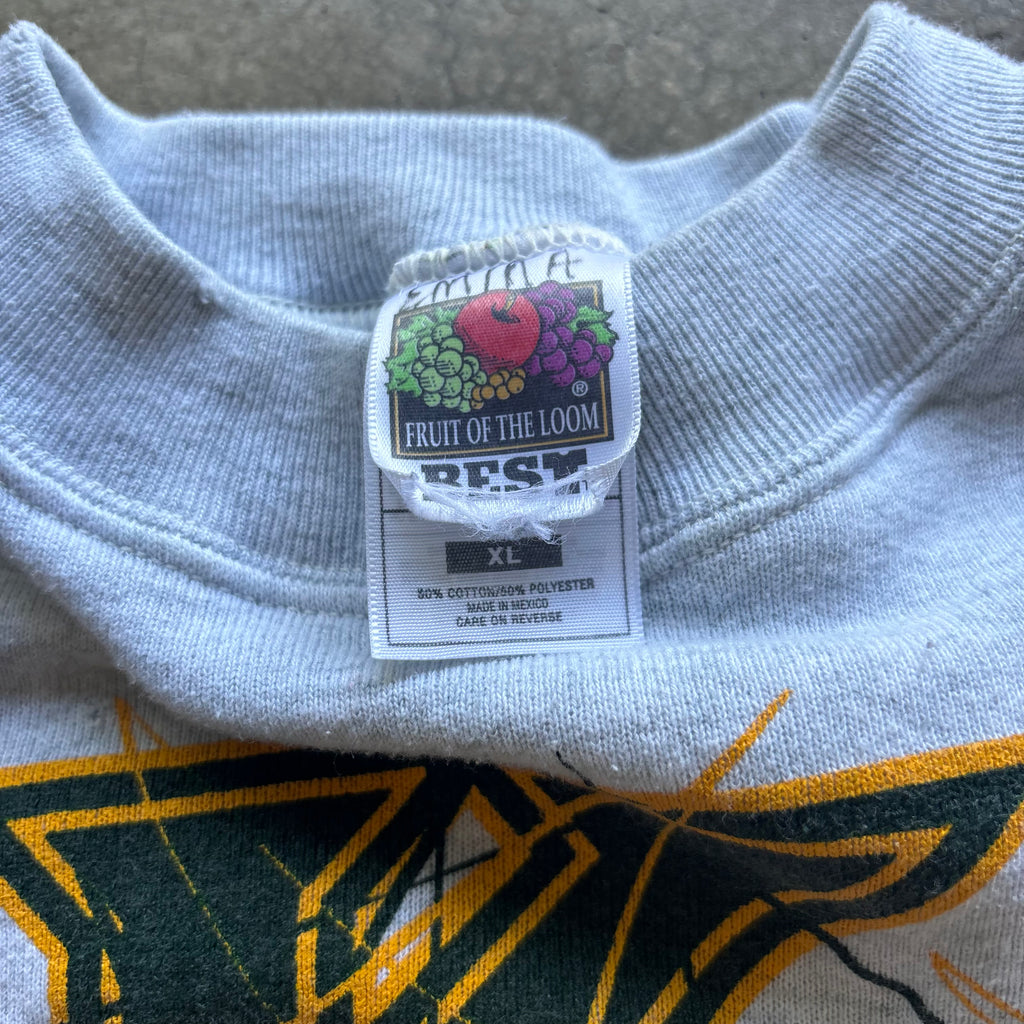 ®
FRUIT OF THE LOOM
BEST
XL
50% COTTON/50% POLYESTER
MADE IN MEXICO
CARE ON REVERSE